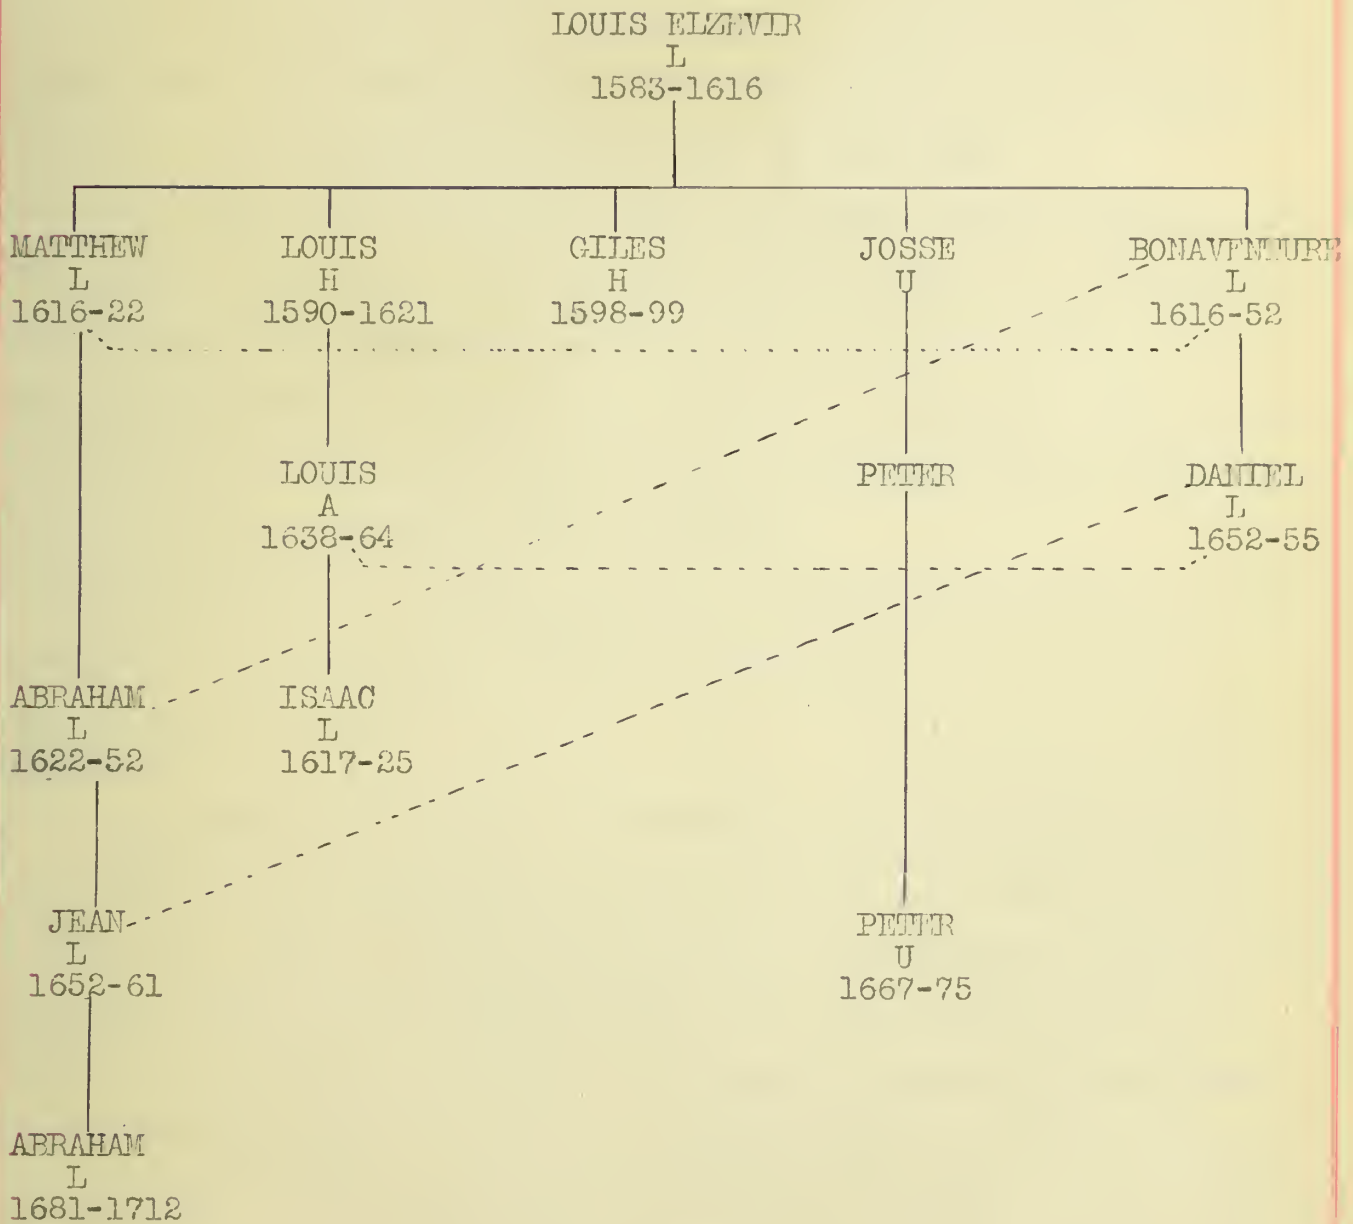 LOUIS ELZEVIR
L
1583-1616
MATTHEW
L
1616-22
LOUIS
H
1590-1621
GILES
H
1598-99
JOSSE
U
BONAVENTURE
L
1616-52
LOUIS
A
1638-64
PETER
DANIEL
L
1652-55
ABRAHAM
L
1622-52
ISAAC
L
1617-25
JEAN
L
1652-61
PETER
U
1667-75
ABRAHAM
L
1681-1712